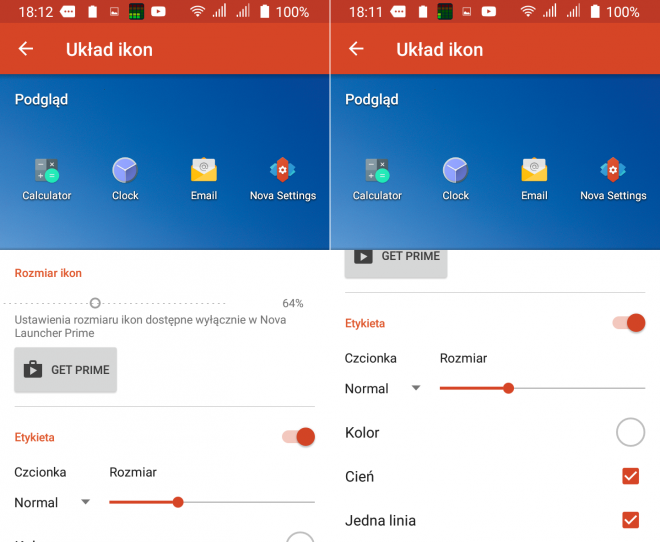 18:12
100%
Układ ikon
Podgląd
Calculator
Clock
Email
Nova Settings
Rozmiar ikon
64%
Ustawienia rozmiaru ikon dostępne wyłącznie w Nova
Launcher Prime
GET PRIME
Etykieta
Czcionka
Rozmiar
Normal
18:11
100%
Układ ikon
Podgląd
Calculator
Clock
Email
Nova Settings
GET PRIME
Etykieta
Czcionka
Rozmiar
Normal
Kolor
Cień
Jedna linia